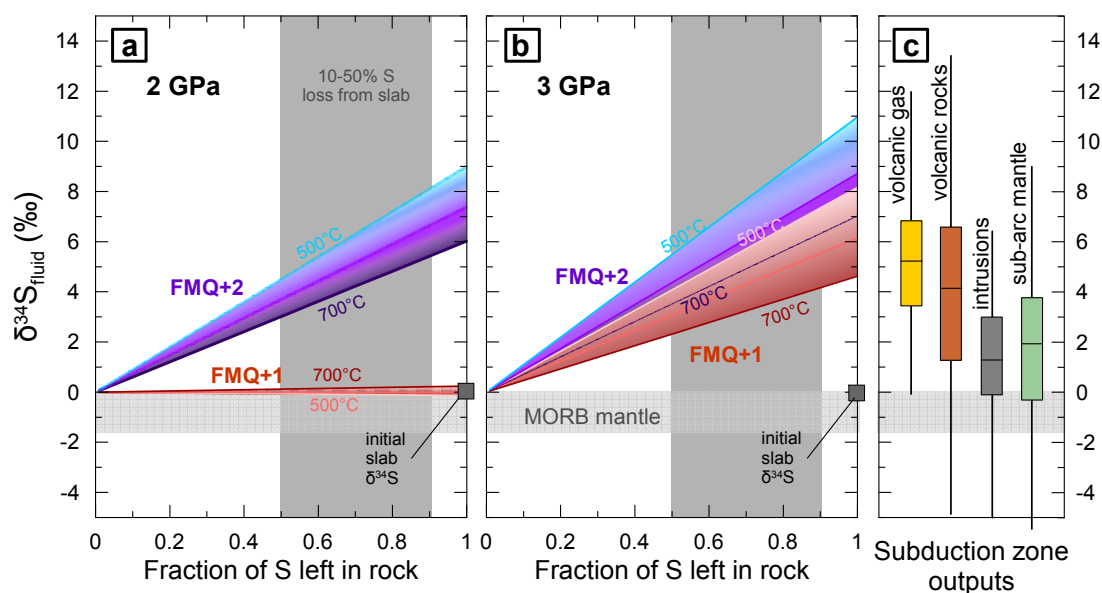 δ³⁴Sfluid (‰)
14
12
10
8
6
4
2
0
-2
-4
a
2 GPa
10-50% S
loss from slab
500°C
FMQ+2
700°C
FMQ+1
700°C
500°C
initial
slab
δ³⁴S
0
0.2
0.4
0.6
0.8
1
Fraction of S left in rock
b
3 GPa
500°C
500°C
FMQ+2
700°C
700°C
FMQ+1
MORB mantle
initial
slab
δ³⁴S
0
0.2
0.4
0.6
0.8
1
Fraction of S left in rock
c
volcanic gas
volcanic rocks
intrusions
sub-arc mantle
14
12
10
8
6
4
2
0
-2
-4
Subduction zone
outputs